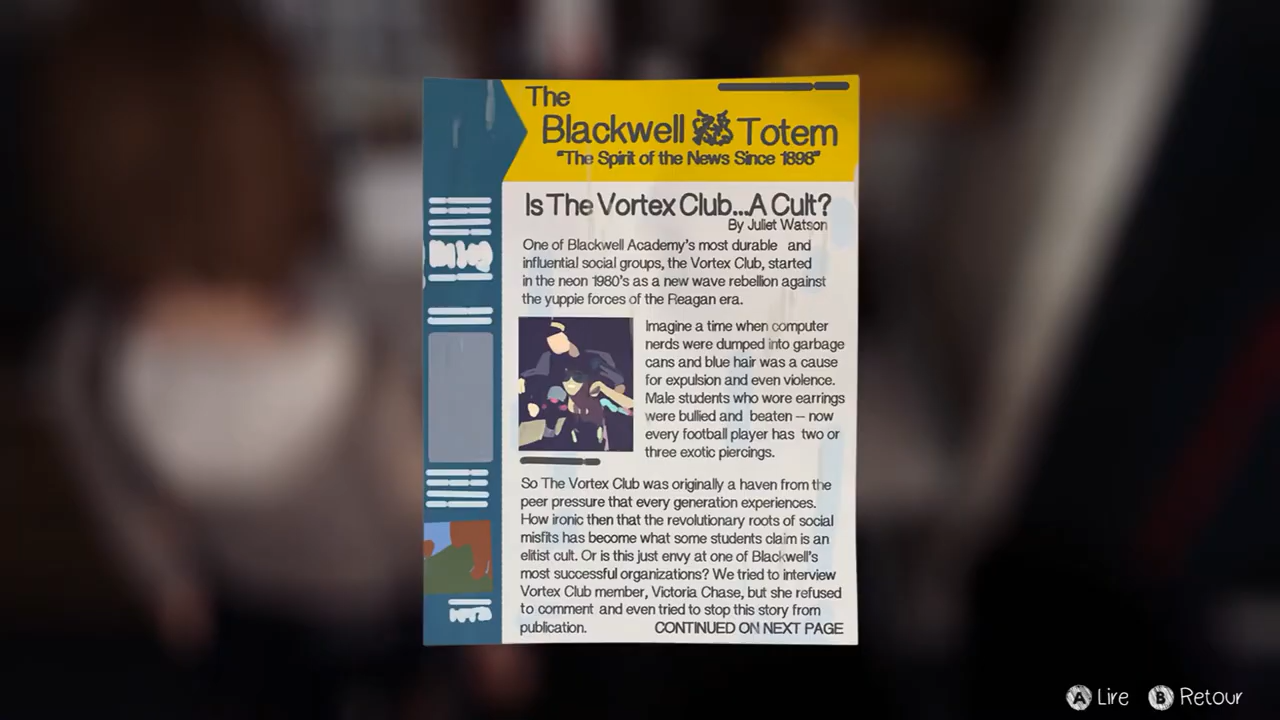 The
Blackwell Totem
"The Spirit of the News Since 1898"
Is The Vortex Club...A Cult?
By Juliet Watson
One of Blackwell Academy's most durable and
influential social groups, the Vortex Club, started
in the neon 1980's as a new wave rebellion against
the yuppie forces of the Reagan era.
Imagine a time when computer
nerds were dumped into garbage
cans and blue hair was a cause
for expulsion and even violence.
Male students who wore earrings
were bullied and beaten – now
every football player has two or
three exotic piercings.
So The Vortex Club was originally a haven from the
peer pressure that every generation experiences.
How ironic then that the revolutionary roots of social
misfits has become what some students claim is an
elitist cult. Or is this just envy at one of Blackwell's
most successful organizations? We tried to interview
Vortex Club member, Victoria Chase, but she refused
to comment and even tried to stop this story from
publication. CONTINUED ON NEXT PAGE
A Lire B Retour